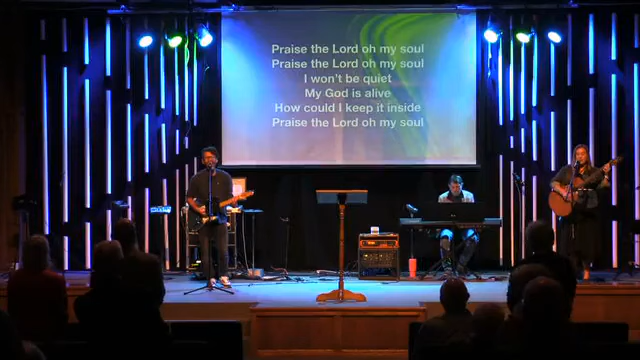 Praise the Lord oh my soul
Praise the Lord oh my soul
I won't be quiet
My God is alive
How could I keep it inside
Praise the Lord oh my soul